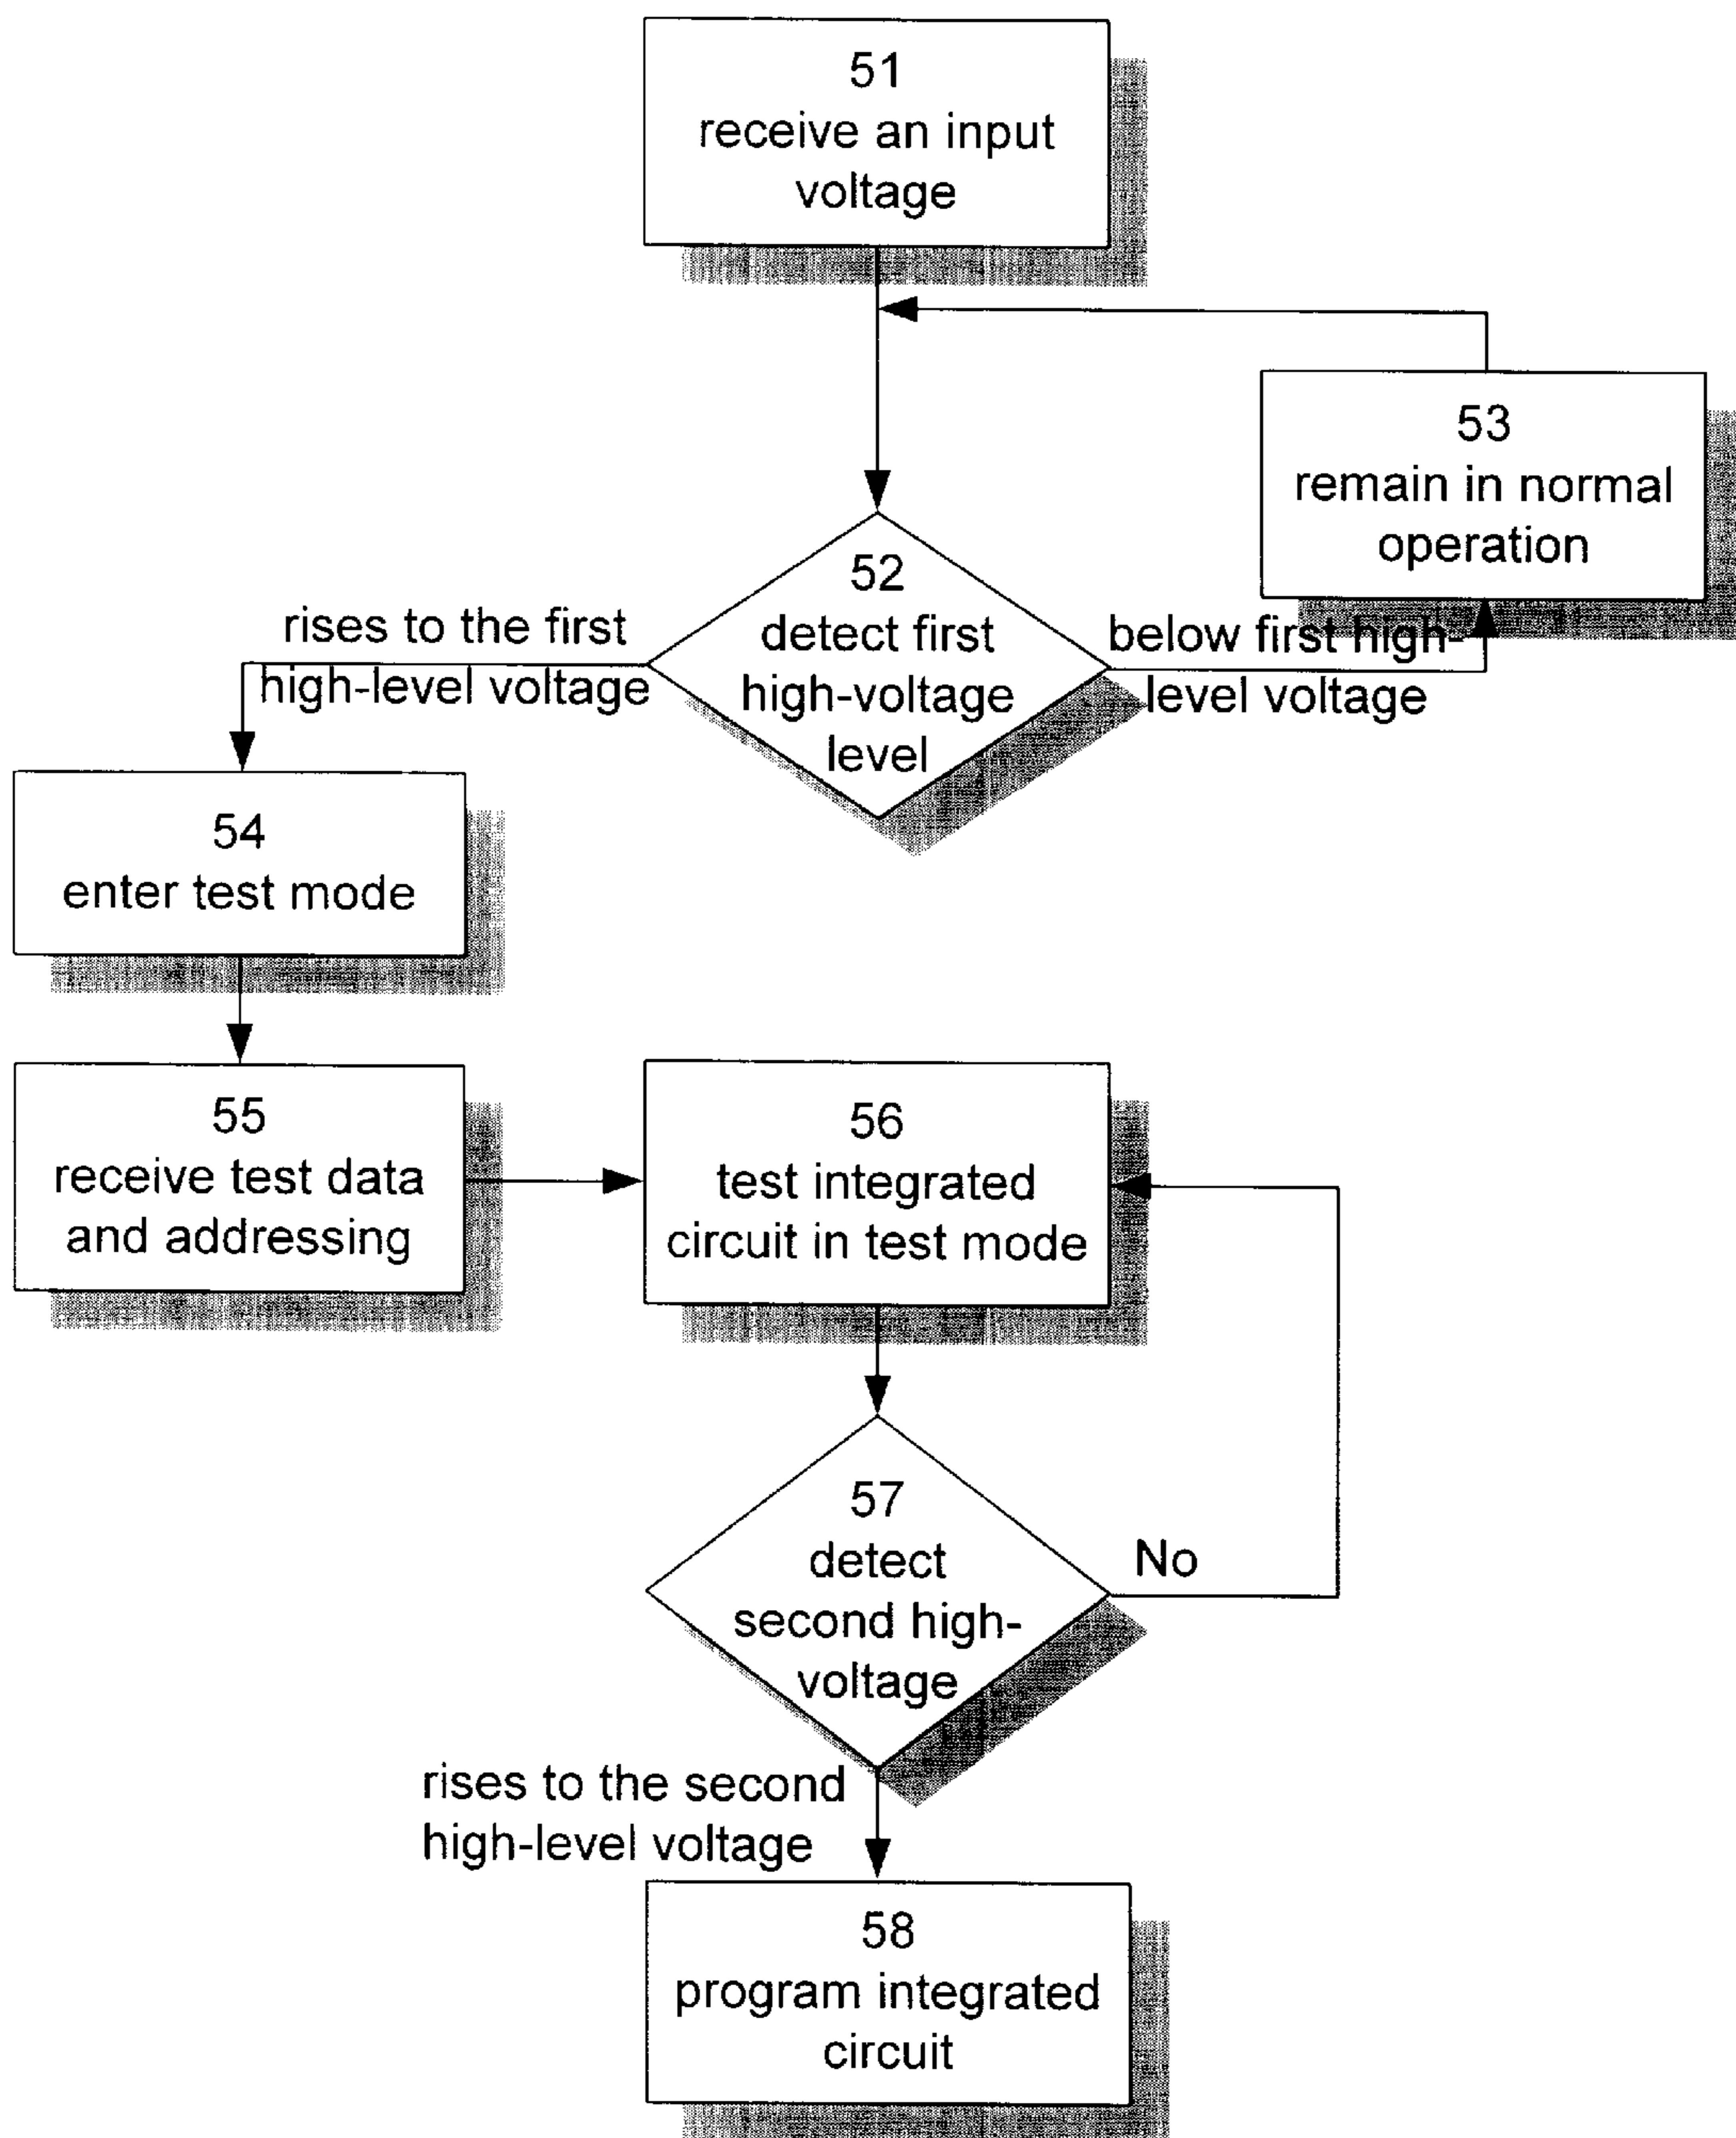 51
receive an input
voltage
53
remain in normal
operation
52
detect first
high-voltage
level
rises to the first
high-level voltage
below first high-
level voltage
54
enter test mode
55
receive test data
and addressing
56
test integrated
circuit in test mode
57
detect
second high-
voltage
No
rises to the second
high-level voltage
58
program integrated
circuit